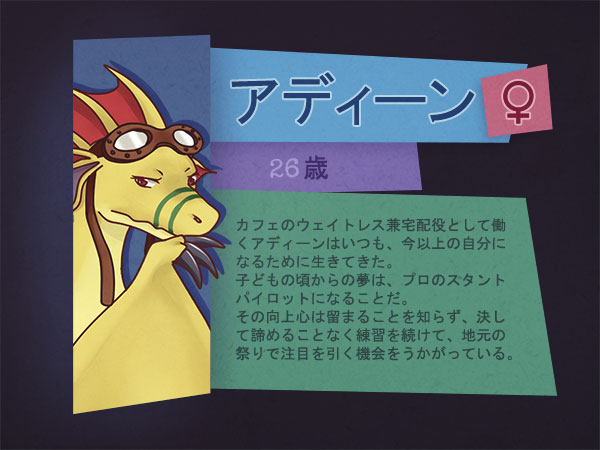 アディーン
♀
26歳
カフェのウェイトレス兼宅配役として働
くアディーンはいつも、今以上の自分に
なるために生きてきた。
子どもの頃からの夢は、プロのスタント
パイロットになることだ。
その向上心は留まることを知らず、決し
て諦めることなく練習を続けて、地元の
祭りで注目を引く機会をうかがっている。